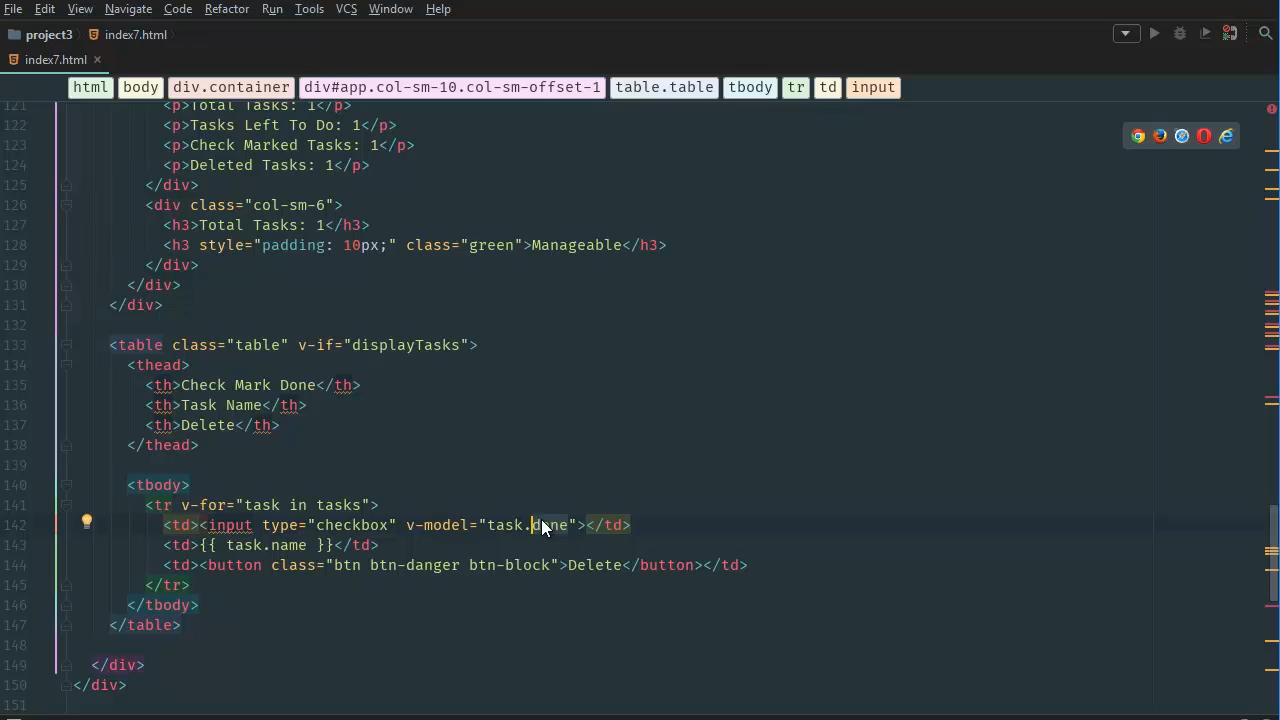 File Edit View Navigate Code Refactor Run Tools VCS Window Help
project3 index7.html
index7.html ×
html body div.container div#app.col-sm-10.col-sm-offset-1 table.table tbody tr td input
121 <p>Total Tasks: 1</p>
122 <p>Tasks Left To Do: 1</p>
123 <p>Check Marked Tasks: 1</p>
124 <p>Deleted Tasks: 1</p>
125 </div>
126 <div class="col-sm-6">
127 <h3>Total Tasks: 1</h3>
128 <h3 style="padding: 10px;" class="green">Manageable</h3>
129 </div>
130 </div>
131 </div>
132
133 <table class="table" v-if="displayTasks">
134 <thead>
135 <th>Check Mark Done</th>
136 <th>Task Name</th>
137 <th>Delete</th>
138 </thead>
139
140 <tbody>
141 <tr v-for="task in tasks">
142 <td><input type="checkbox" v-model="task.done"></td>
143 <td>{{ task.name }}</td>
144 <td><button class="btn btn-danger btn-block">Delete</button></td>
145 </tr>
146 </tbody>
147 </table>
148
149 </div>
150 </div>
151